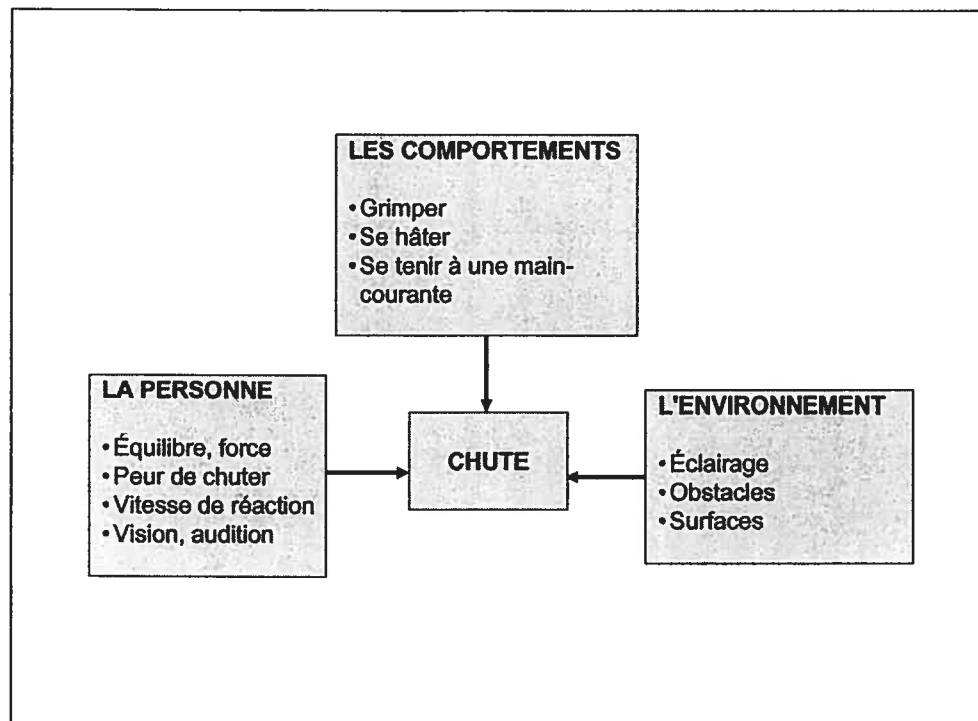 LES COMPORTEMENTS
• Grimper
• Se hâter
• Se tenir à une main-
courante
LA PERSONNE
• Équilibre, force
• Peur de chuter
• Vitesse de réaction
• Vision, audition
CHUTE
L'ENVIRONNEMENT
• Éclairage
• Obstacles
• Surfaces